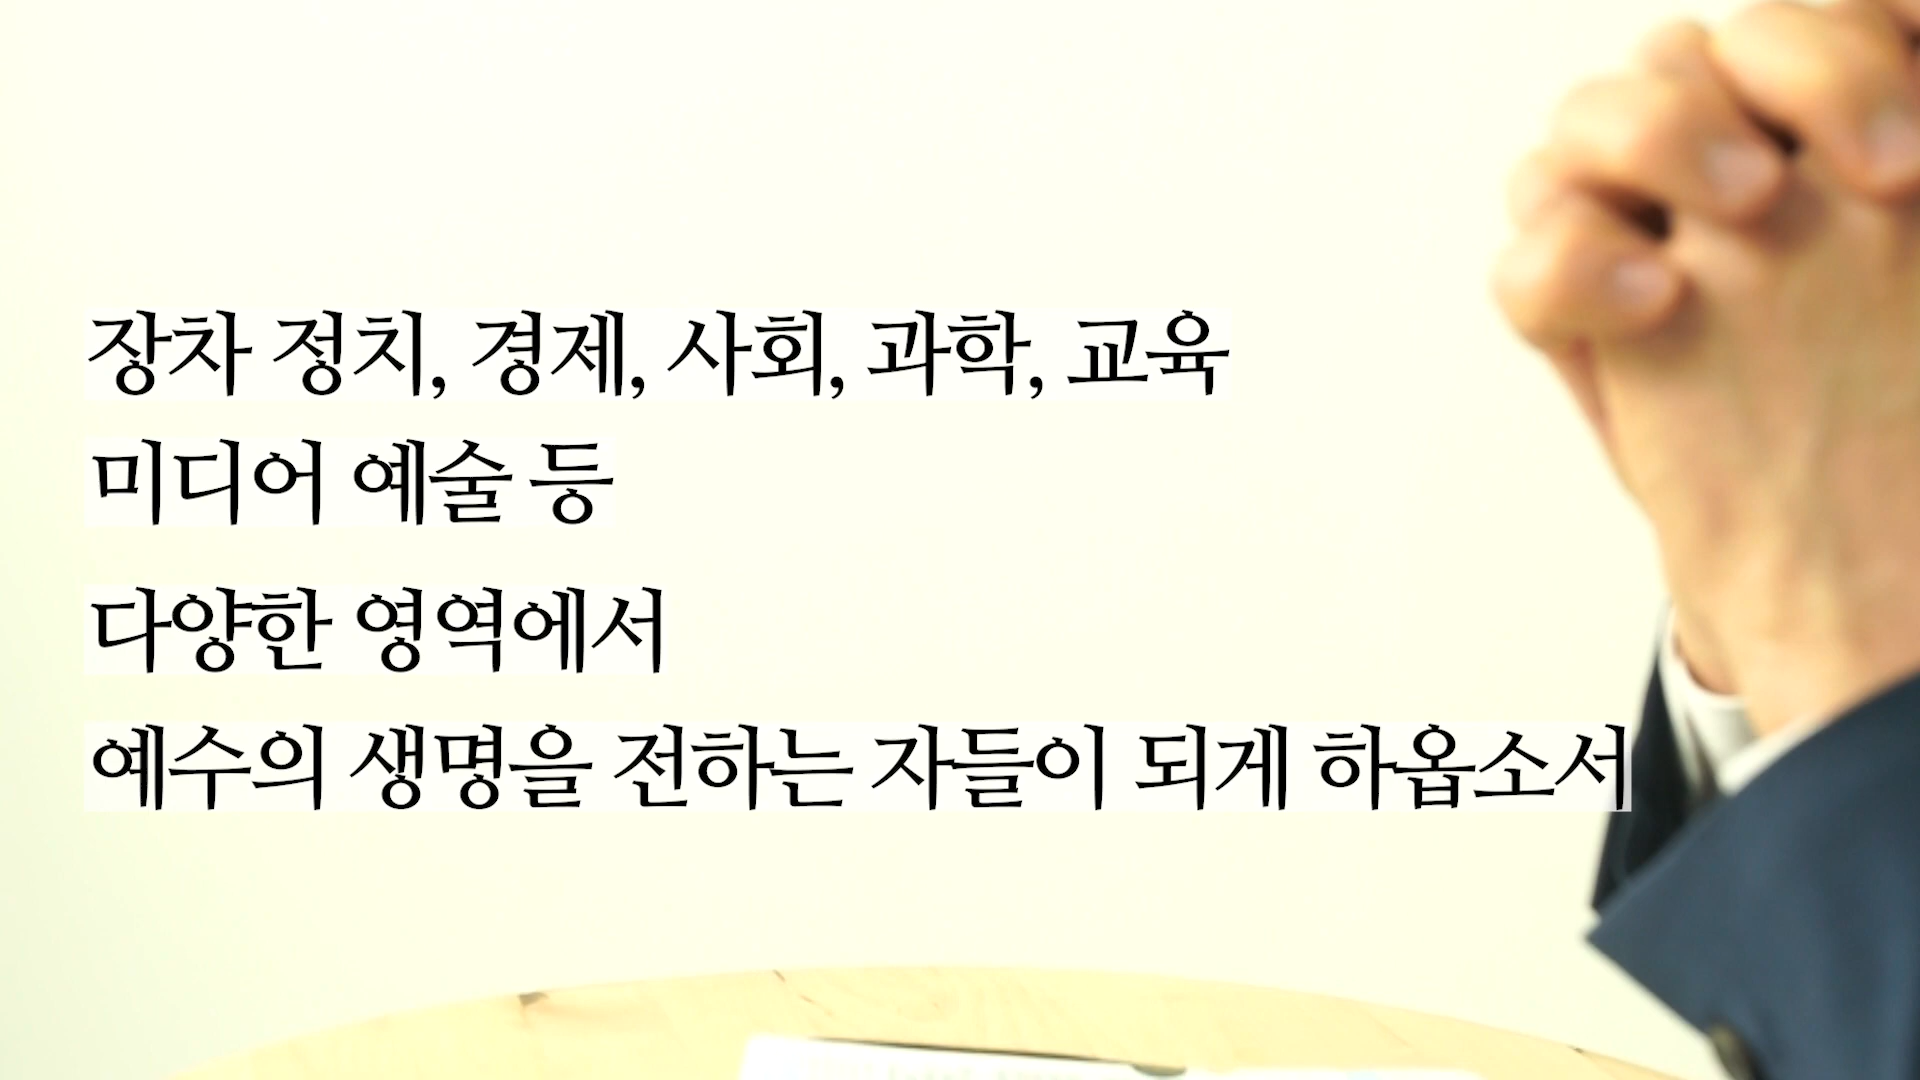 장차 정치, 경제, 사회, 과학, 교육
미디어 예술 등
다양한 영역에서
예수의 생명을 전하는 자들이 되게 하옵소서